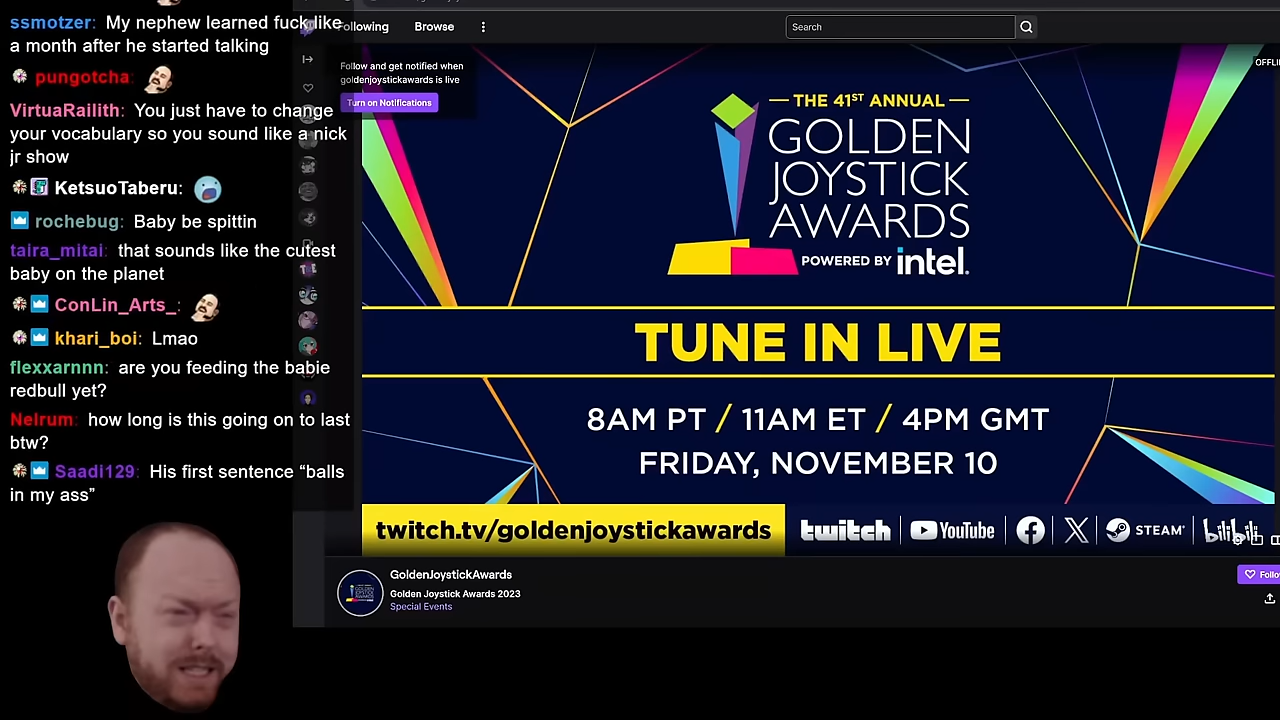 ssmotzer: My nephew learned fuck like
a month after he started talking
pungotcha:
VirtuaRailith: You just have to change
your vocabulary so you sound like a nick
jr show
KetsuoTaberu:
rochebug: Baby be spittin
taira_mitai: that sounds like the cutest
baby on the planet
ConLin_Arts_:
khari_boi: Lmao
flexxarnnn: are you feeding the babie
redbull yet?
Nelrum: how long is this going on to last
btw?
Saadi129: His first sentence “balls
in my ass”
Following Browse
Search
Follow and get notified when
goldenjoystickawards is live
Turn on Notifications
OFFLI
THE 41ST ANNUAL
GOLDEN
JOYSTICK
AWARDS
POWERED BY intel.
TUNE IN LIVE
8AM PT / 11AM ET / 4PM GMT
FRIDAY, NOVEMBER 10
twitch.tv/goldenjoystickawards twitch YouTube STEAM bilibili
GoldenJoystickAwards
Golden Joystick Awards 2023
Special Events
Follo